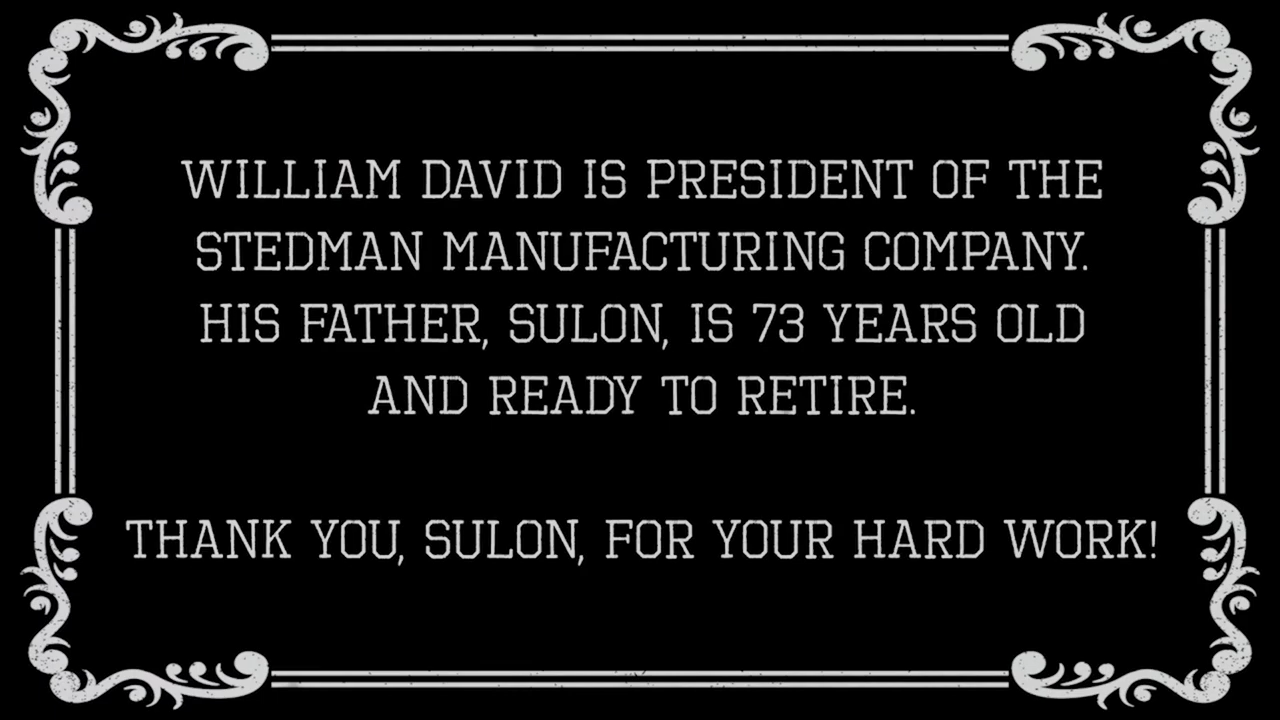 WILLIAM DAVID IS PRESIDENT OF THE
STEDMAN MANUFACTURING COMPANY.
HIS FATHER, SULON, IS 73 YEARS OLD
AND READY TO RETIRE.
THANK YOU, SULON, FOR YOUR HARD WORK!